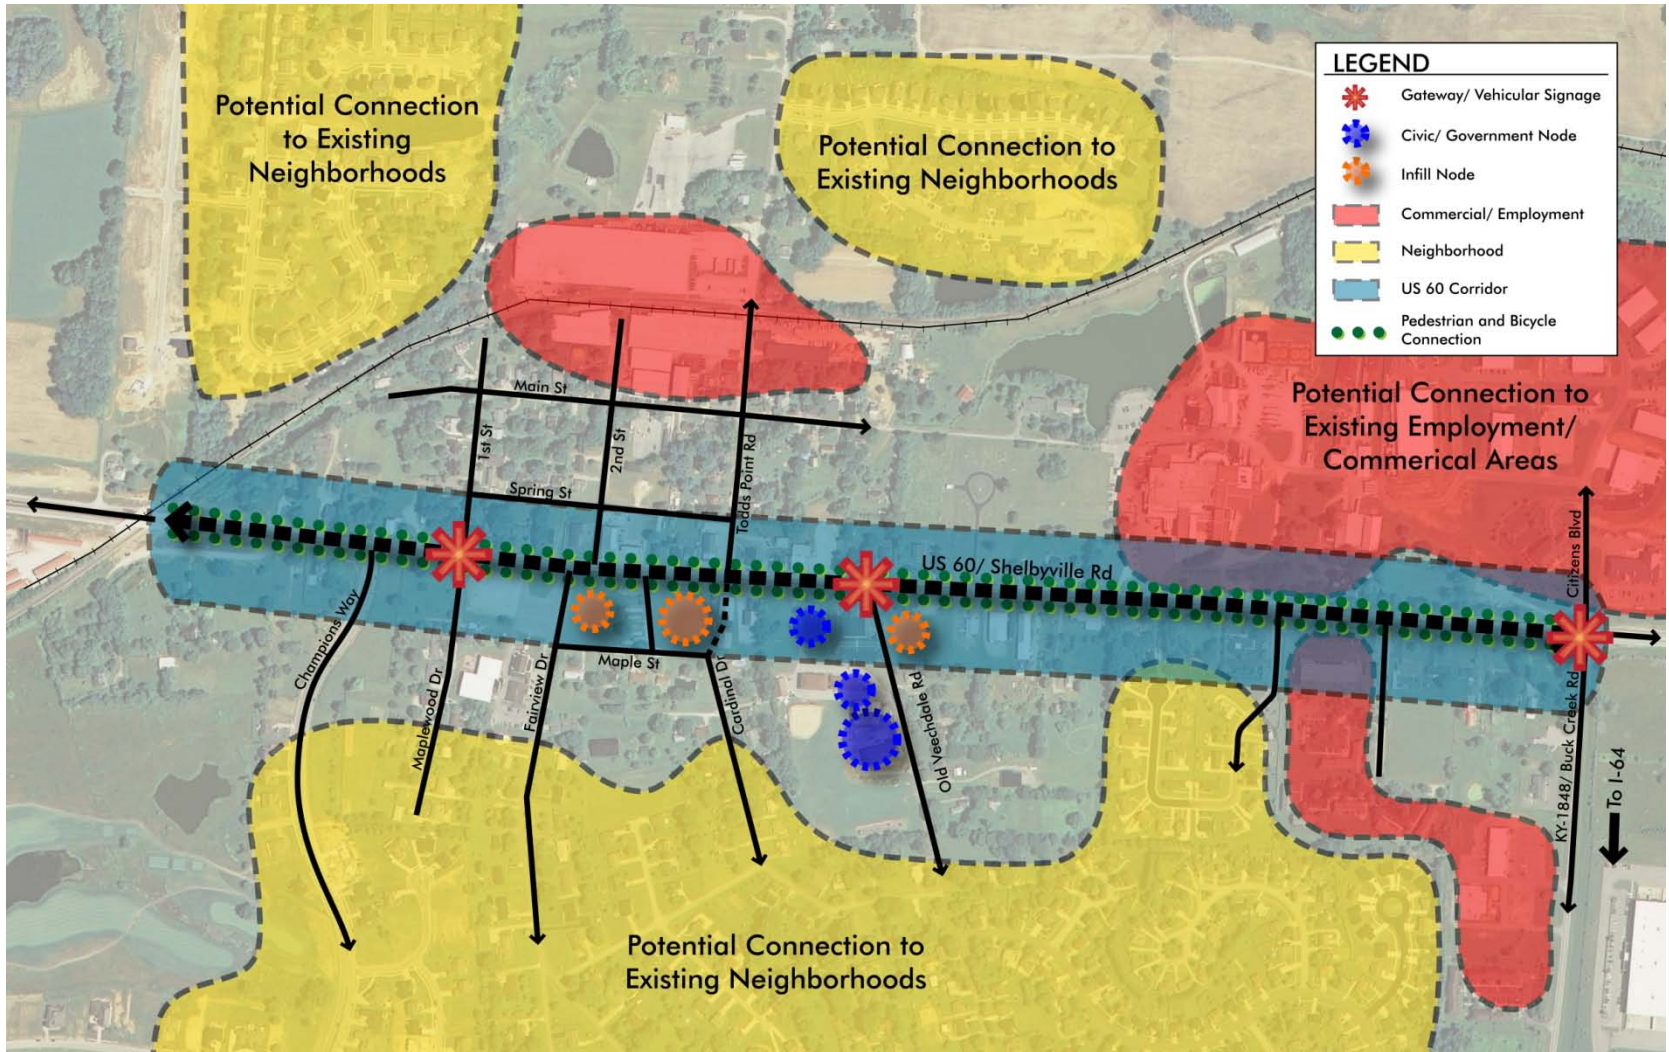 Potential Connection
to Existing
Neighborhoods
Potential Connection to
Existing Neighborhoods
LEGEND
Gateway/ Vehicular Signage
Civic/ Government Node
Infill Node
Commercial/ Employment
Neighborhood
US 60 Corridor
Pedestrian and Bicycle
Connection
Potential Connection to
Existing Employment/
Commerical Areas
Main St
1st St
2nd St
Todds Point Rd
Spring St
US 60/ Shelbyville Rd
Citizens Blvd
Champions Way
Maplewood Dr
Fairview Dr
Maple St
Cardinal Dr
Old Veechdale Rd
KY-1848/ Buck Creek Rd
To I-64
Potential Connection to
Existing Neighborhoods